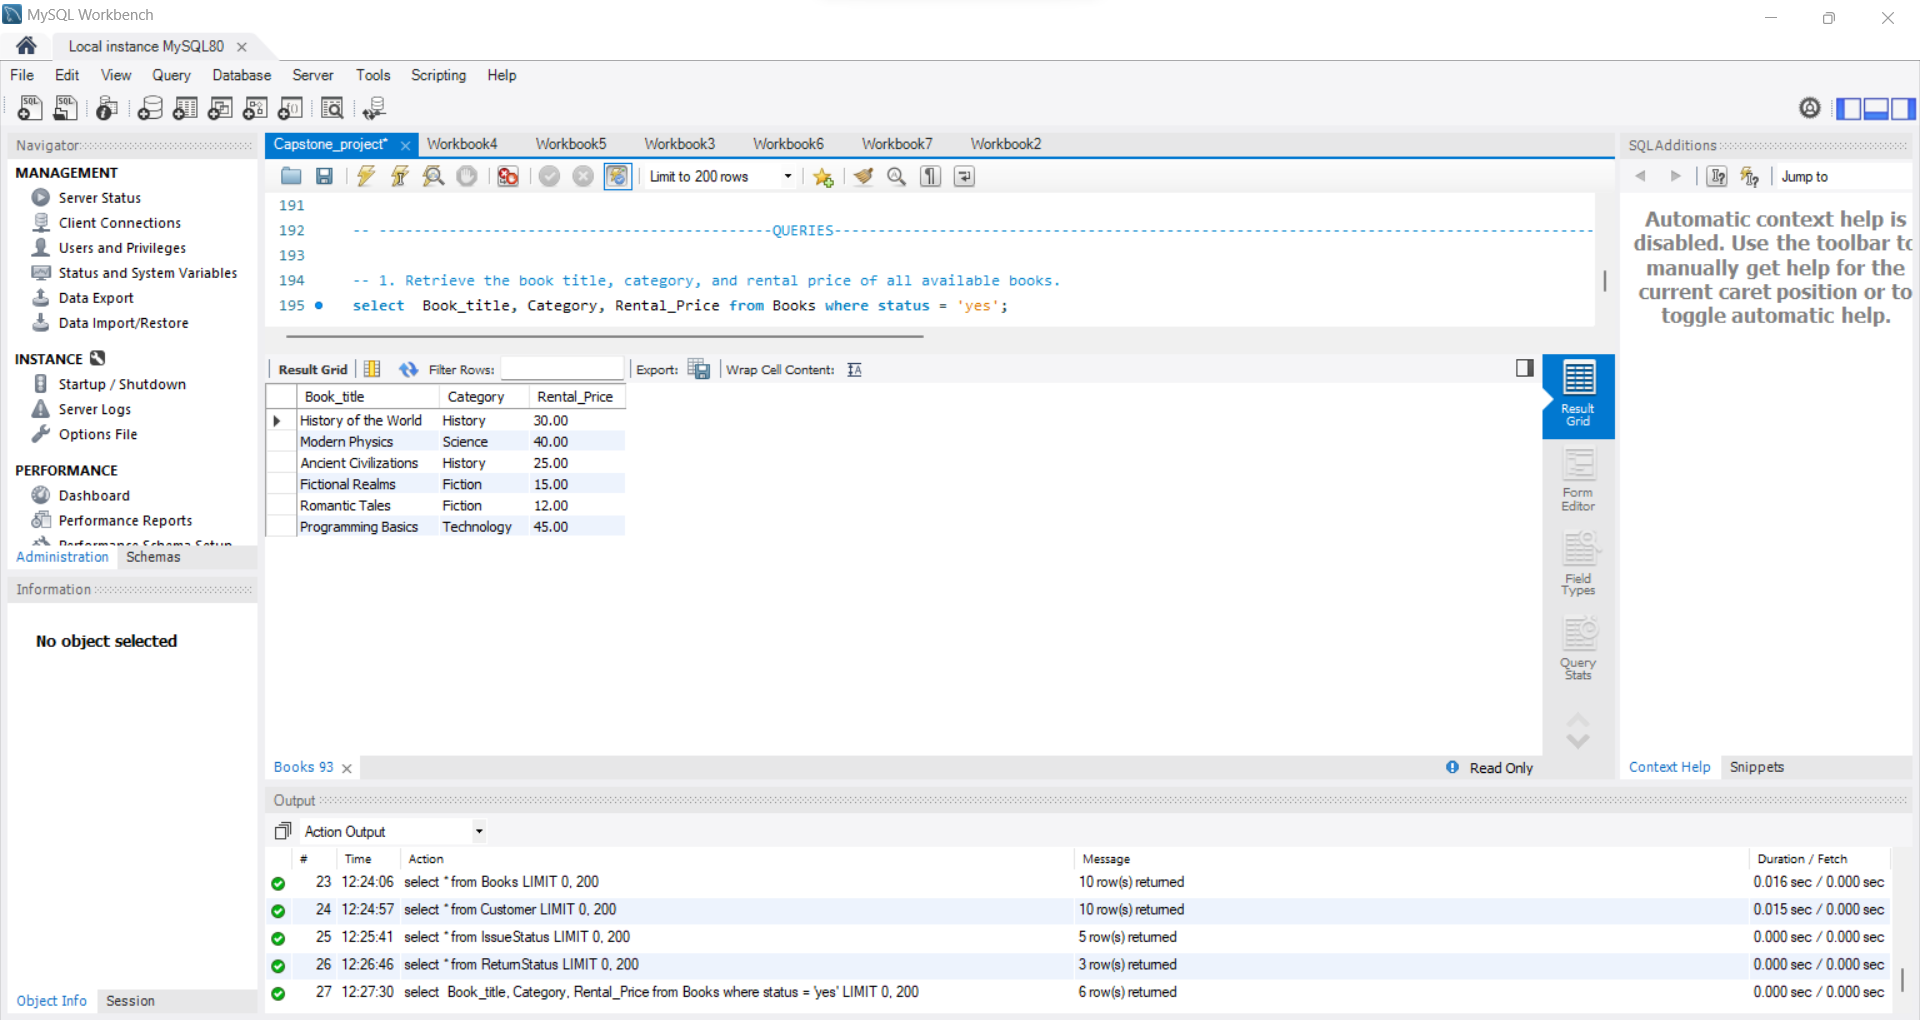 MySQL Workbench
Local instance MySQL80
File Edit View Query Database Server Tools Scripting Help
Navigator
MANAGEMENT
Server Status
Client Connections
Users and Privileges
Status and System Variables
Data Export
Data Import/Restore
INSTANCE
Startup / Shutdown
Server Logs
Options File
PERFORMANCE
Dashboard
Performance Reports
Performance Schema Setup
Administration Schemas
Information
No object selected
Object Info Session
Capstone_project* Workbook4 Workbook5 Workbook3 Workbook6 Workbook7 Workbook2
Limit to 200 rows
191
192 -- ---------------------------------------------QUERIES---------------------------------------------------------------------------------------
193
194 -- 1. Retrieve the book title, category, and rental price of all available books.
195 select Book_title, Category, Rental_Price from Books where status = 'yes';
Result Grid Filter Rows: Export: Wrap Cell Content:
Book_title Category Rental_Price
History of the World History 30.00
Modern Physics Science 40.00
Ancient Civilizations History 25.00
Fictional Realms Fiction 15.00
Romantic Tales Fiction 12.00
Programming Basics Technology 45.00
Result
Grid
Form
Editor
Field
Types
Query
Stats
Books 93 Read Only
SQLAdditions
Jump to
Automatic context help is
disabled. Use the toolbar to
manually get help for the
current caret position or to
toggle automatic help.
Context Help Snippets
Output
Action Output
# Time Action Message Duration / Fetch
23 12:24:06 select * from Books LIMIT 0, 200 10 row(s) returned 0.016 sec / 0.000 sec
24 12:24:57 select * from Customer LIMIT 0, 200 10 row(s) returned 0.015 sec / 0.000 sec
25 12:25:41 select * from IssueStatus LIMIT 0, 200 5 row(s) returned 0.000 sec / 0.000 sec
26 12:26:46 select * from ReturnStatus LIMIT 0, 200 3 row(s) returned 0.000 sec / 0.000 sec
27 12:27:30 select Book_title, Category, Rental_Price from Books where status = 'yes' LIMIT 0, 200 6 row(s) returned 0.000 sec / 0.000 sec